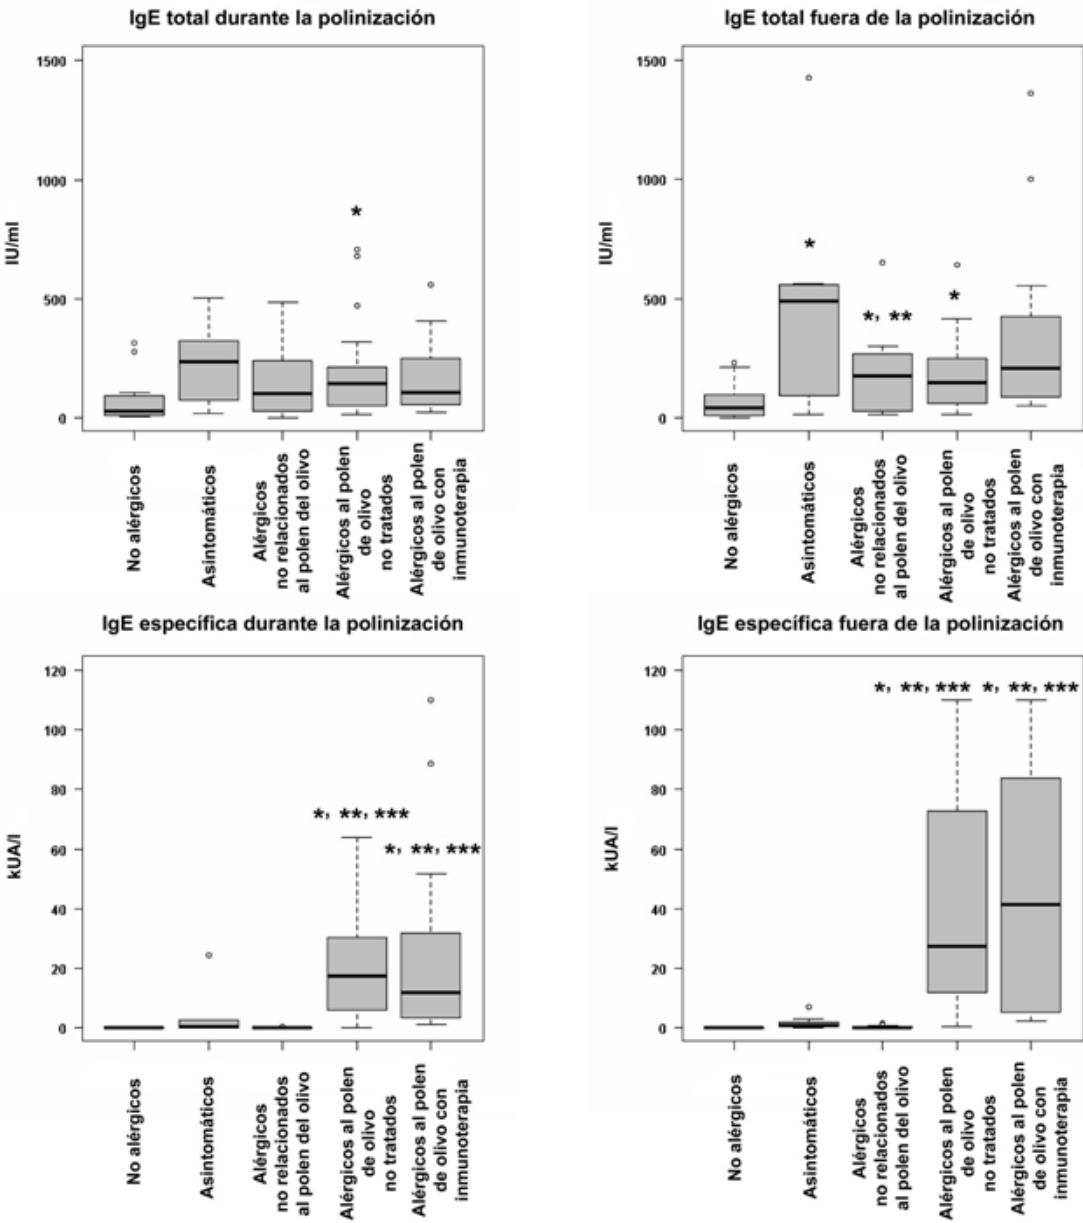 IgE total durante la polinización
1500
1000
500
0
IU/ml
*
No alérgicos
Asintomáticos
Alérgicos
no relacionados
al polen del olivo
Alérgicos al polen
de olivo
no tratados
Alérgicos al polen
de olivo con
inmunoterapia
IgE total fuera de la polinización
1500
1000
500
0
IU/ml
*
*, **
*
No alérgicos
Asintomáticos
Alérgicos
no relacionados
al polen del olivo
Alérgicos al polen
de olivo
no tratados
Alérgicos al polen
de olivo con
inmunoterapia
IgE específica durante la polinización
120
100
80
60
40
20
0
kUA/l
*, **, ***
*, **, ***
No alérgicos
Asintomáticos
Alérgicos
no relacionados
al polen del olivo
Alérgicos al polen
de olivo
no tratados
Alérgicos al polen
de olivo con
inmunoterapia
IgE específica fuera de la polinización
120
100
80
60
40
20
0
kUA/l
*, **, *** *, **, ***
No alérgicos
Asintomáticos
Alérgicos
no relacionados
al polen del olivo
Alérgicos al polen
de olivo
no tratados
Alérgicos al polen
de olivo con
inmunoterapia